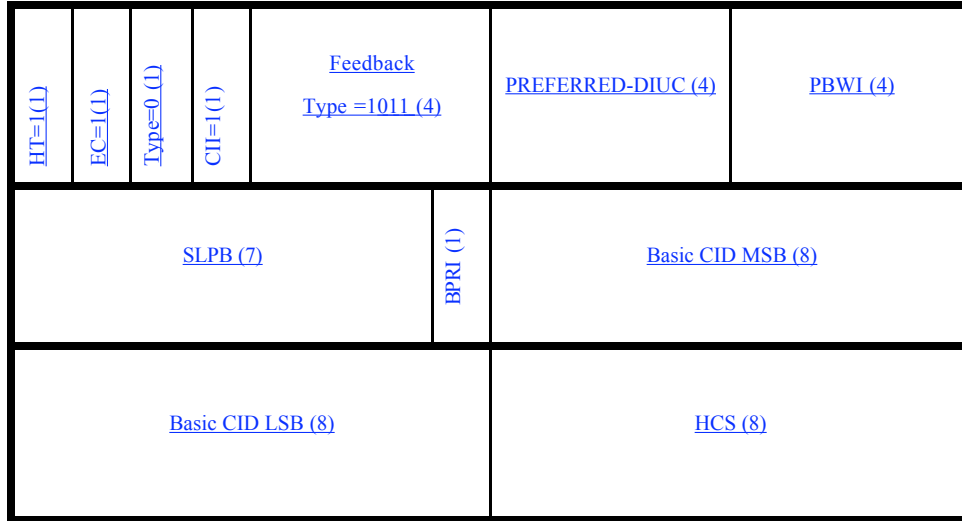 HT=1(1)
EC=1(1)
Type=0 (1)
CII=1(1)
Feedback
Type =1011 (4)
PREFERRED-DIUC (4)
PBWI (4)
SLPB (7)
BPRI (1)
Basic CID MSB (8)
Basic CID LSB (8)
HCS (8)